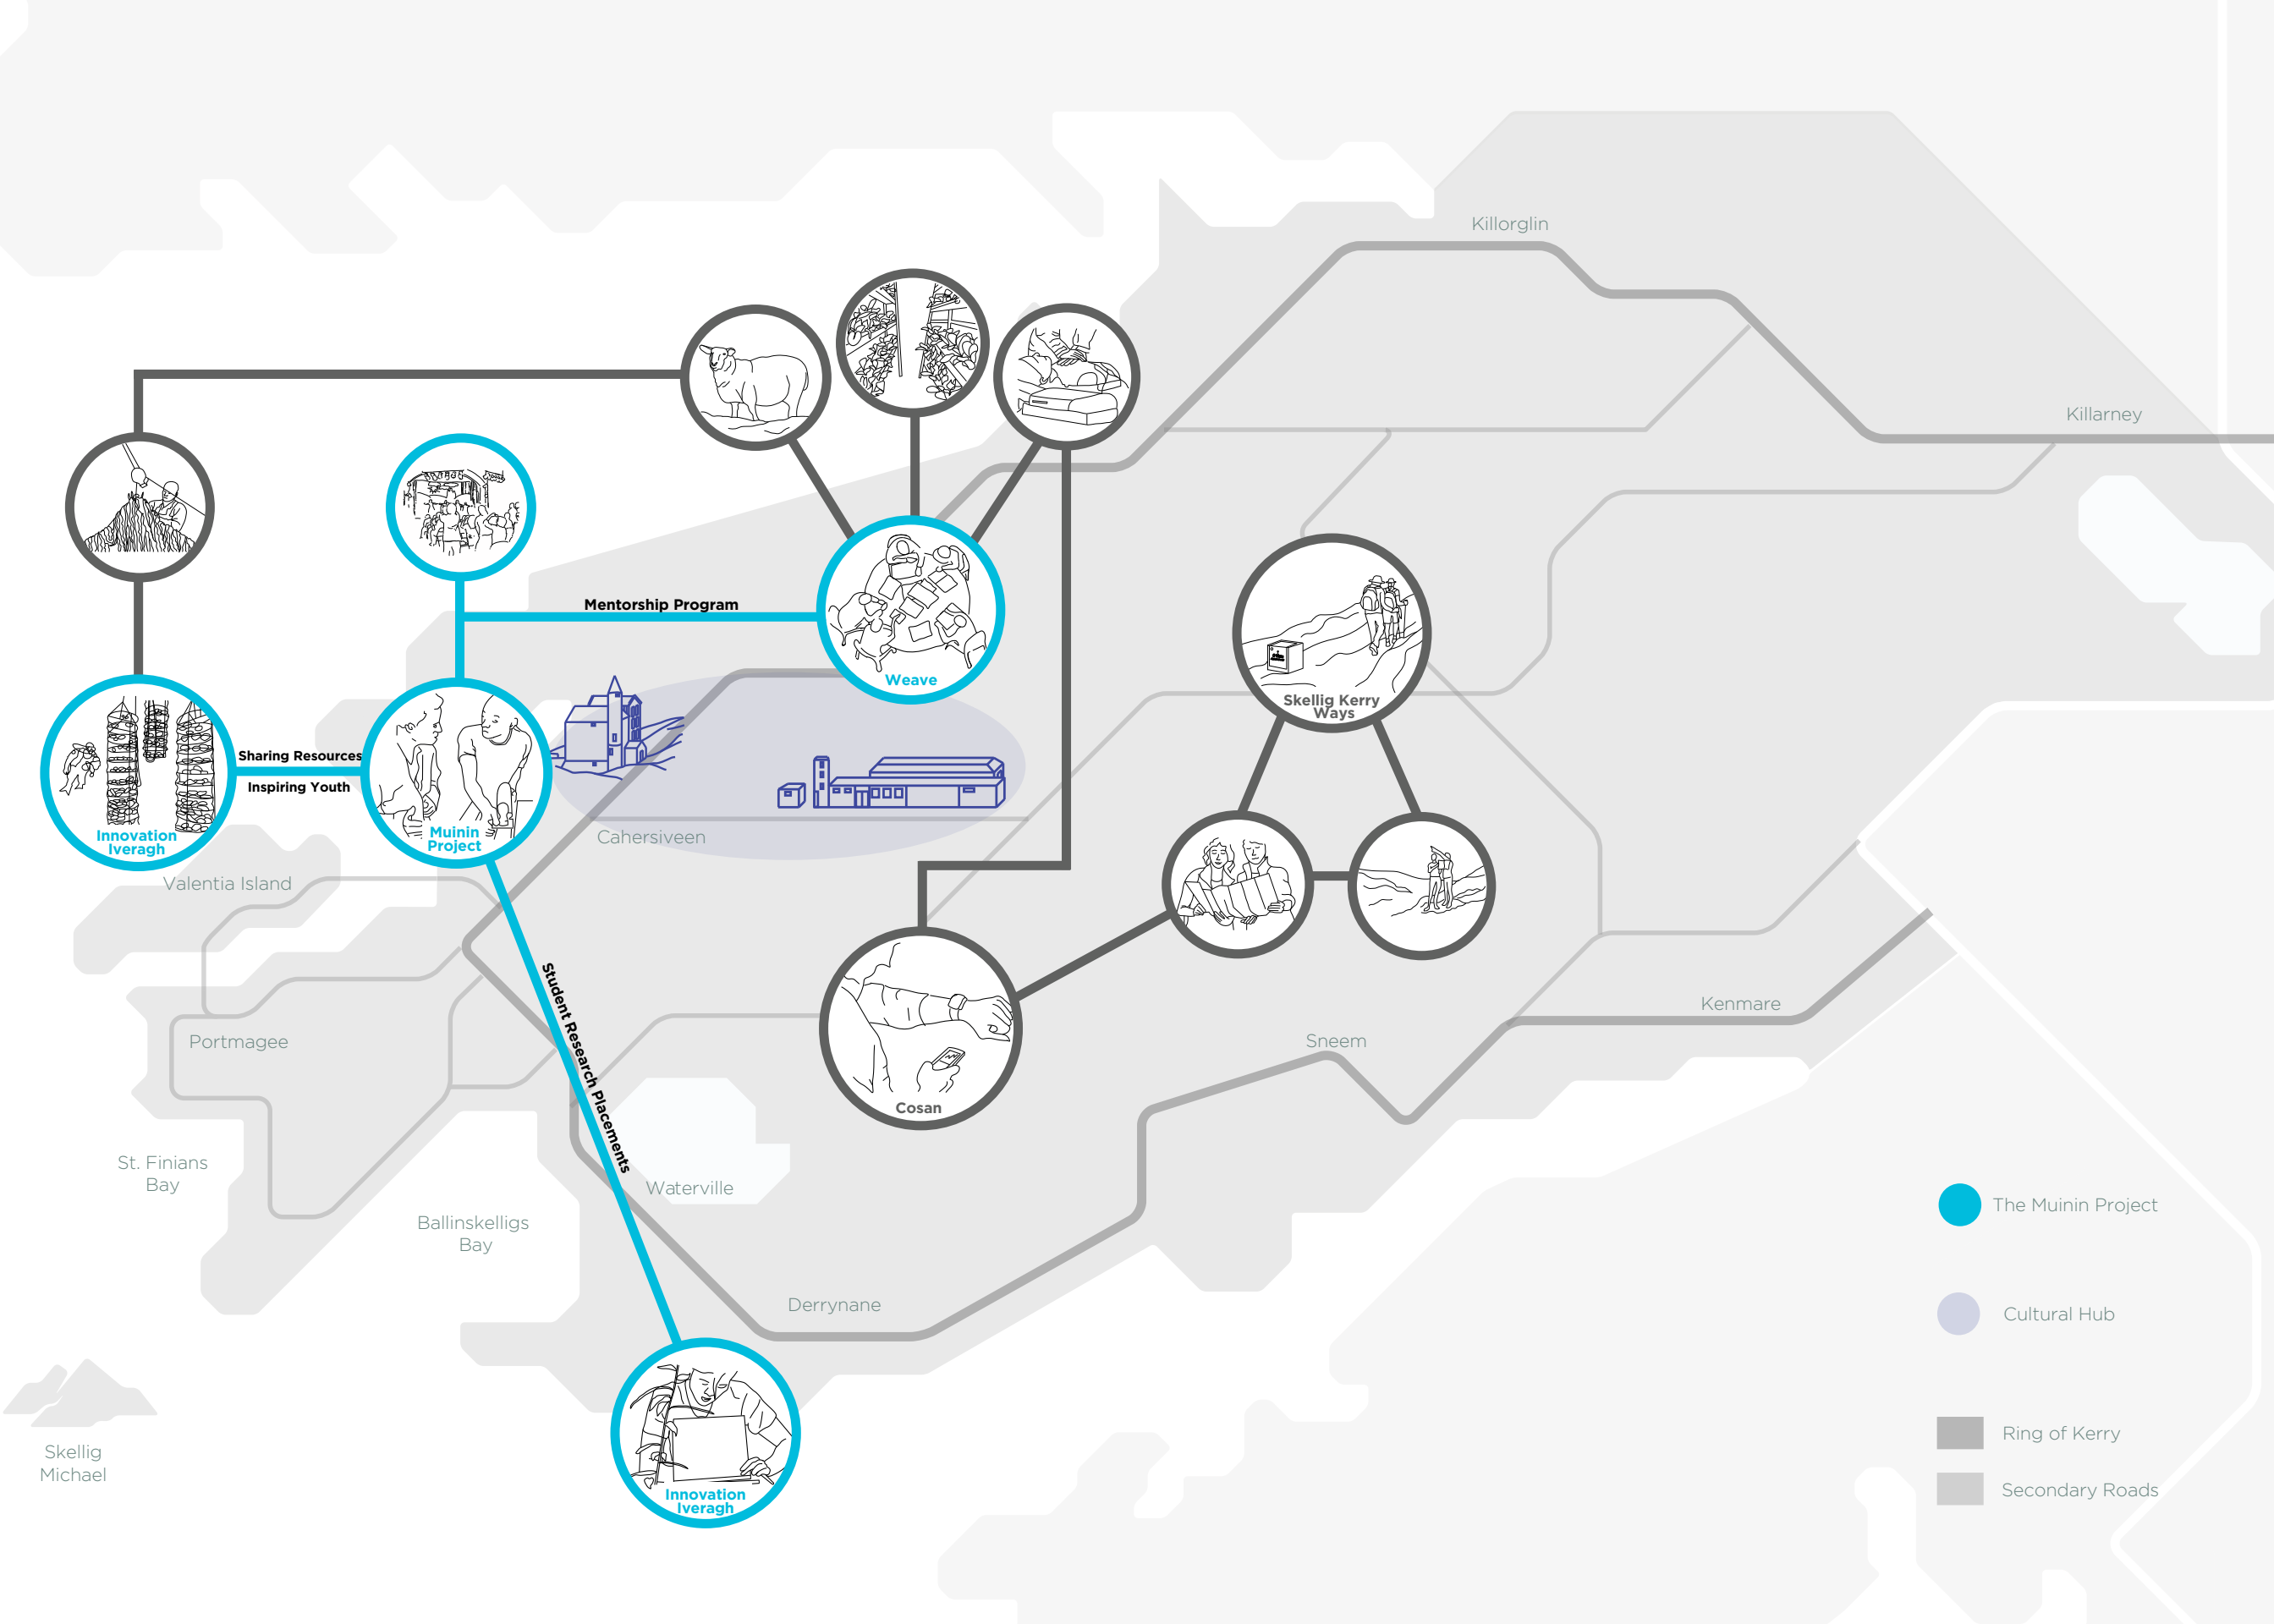 Killorglin
Killarney
Mentorship Program
Weave
Skellig Kerry
Ways
Sharing Resources
Inspiring Youth
Innovation
Iveragh
Muinin
Project
Cahersiveen
Valentia Island
Student Research Placements
Portmagee
Cosan
Kenmare
Sneem
St. Finians
Bay
Waterville
Ballinskelligs
Bay
Derrynane
Skellig
Michael
Innovation
Iveragh
The Muinin Project
Cultural Hub
Ring of Kerry
Secondary Roads